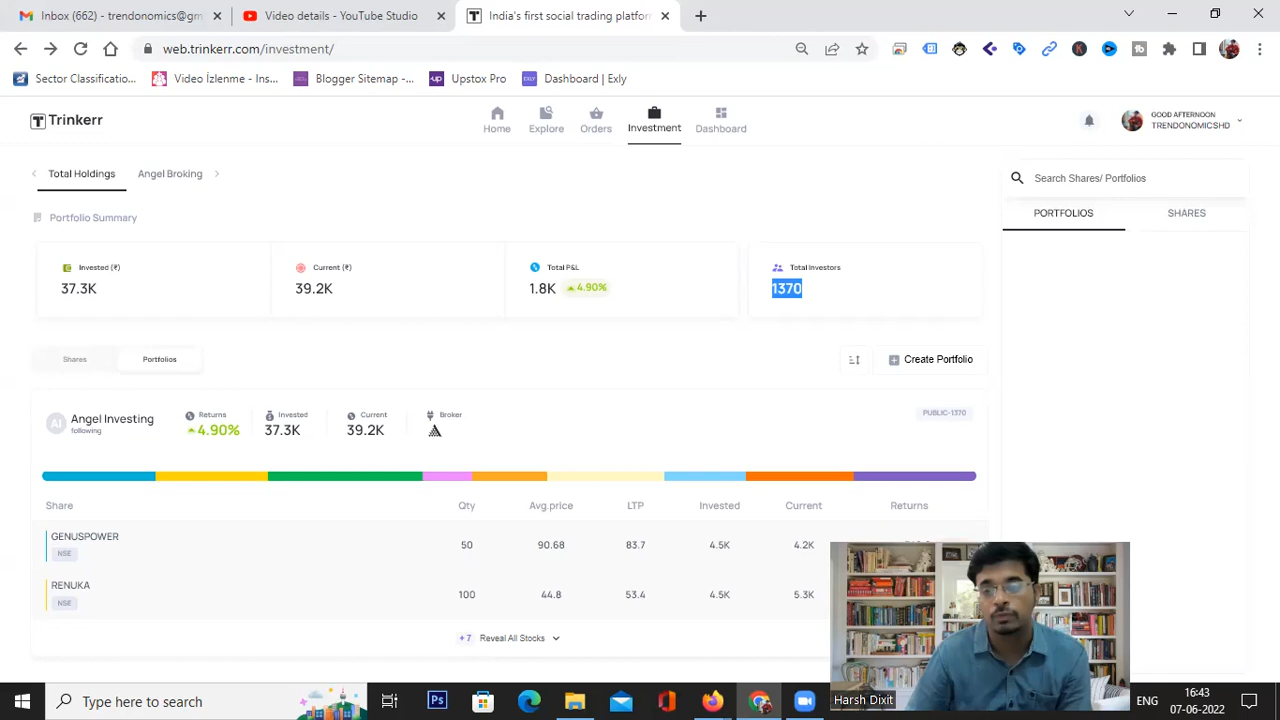 Inbox (662) - trendonomics@gm
Video details - YouTube Studio
India's first social trading platform
web.trinkerr.com/investment/
Sector Classificatio...
Video İzlenme - Ins...
Blogger Sitemap -...
Upstox Pro
Dashboard | Exly
Trinkerr
Home
Explore
Orders
Investment
Dashboard
GOOD AFTERNOON
TRENDONOMICSHD
Total Holdings
Angel Broking
Search Shares/ Portfolios
PORTFOLIOS
SHARES
Portfolio Summary
Invested (₹)
37.3K
Current (₹)
39.2K
Total P&L
1.8K 4.90%
Total Investors
1370
Shares
Portfolios
Create Portfolio
AI
Angel Investing
following
Returns
4.90%
Invested
37.3K
Current
39.2K
Broker
PUBLIC-1370
Share Qty Avg.price LTP Invested Current Returns
GENUSPOWER
NSE
50 90.68 83.7 4.5K 4.2K
RENUKA
NSE
100 44.8 53.4 4.5K 5.3K
+ 7 Reveal All Stocks
Harsh Dixit
Type here to search
Ps
ENG
16:43
07-06-2022